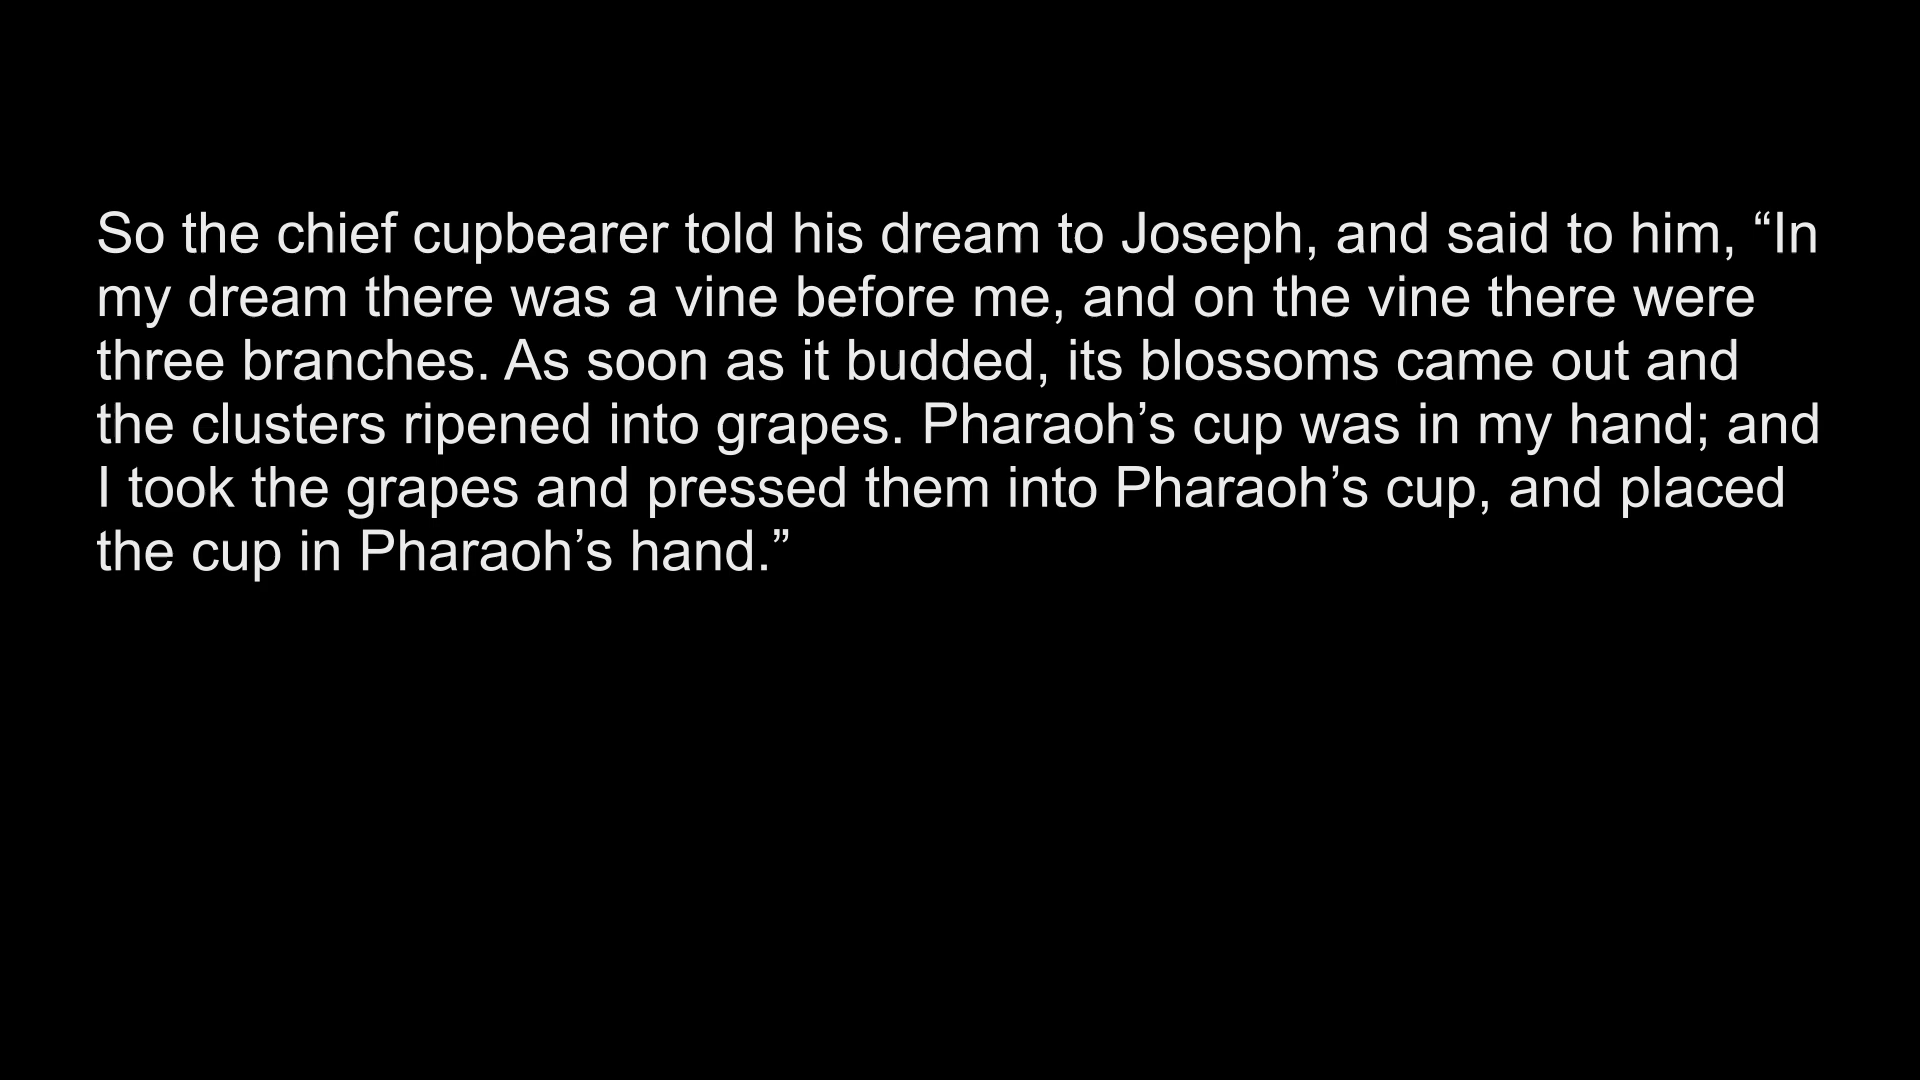 So the chief cupbearer told his dream to Joseph, and said to him, “In
my dream there was a vine before me, and on the vine there were
three branches. As soon as it budded, its blossoms came out and
the clusters ripened into grapes. Pharaoh’s cup was in my hand; and
I took the grapes and pressed them into Pharaoh’s cup, and placed
the cup in Pharaoh’s hand.”